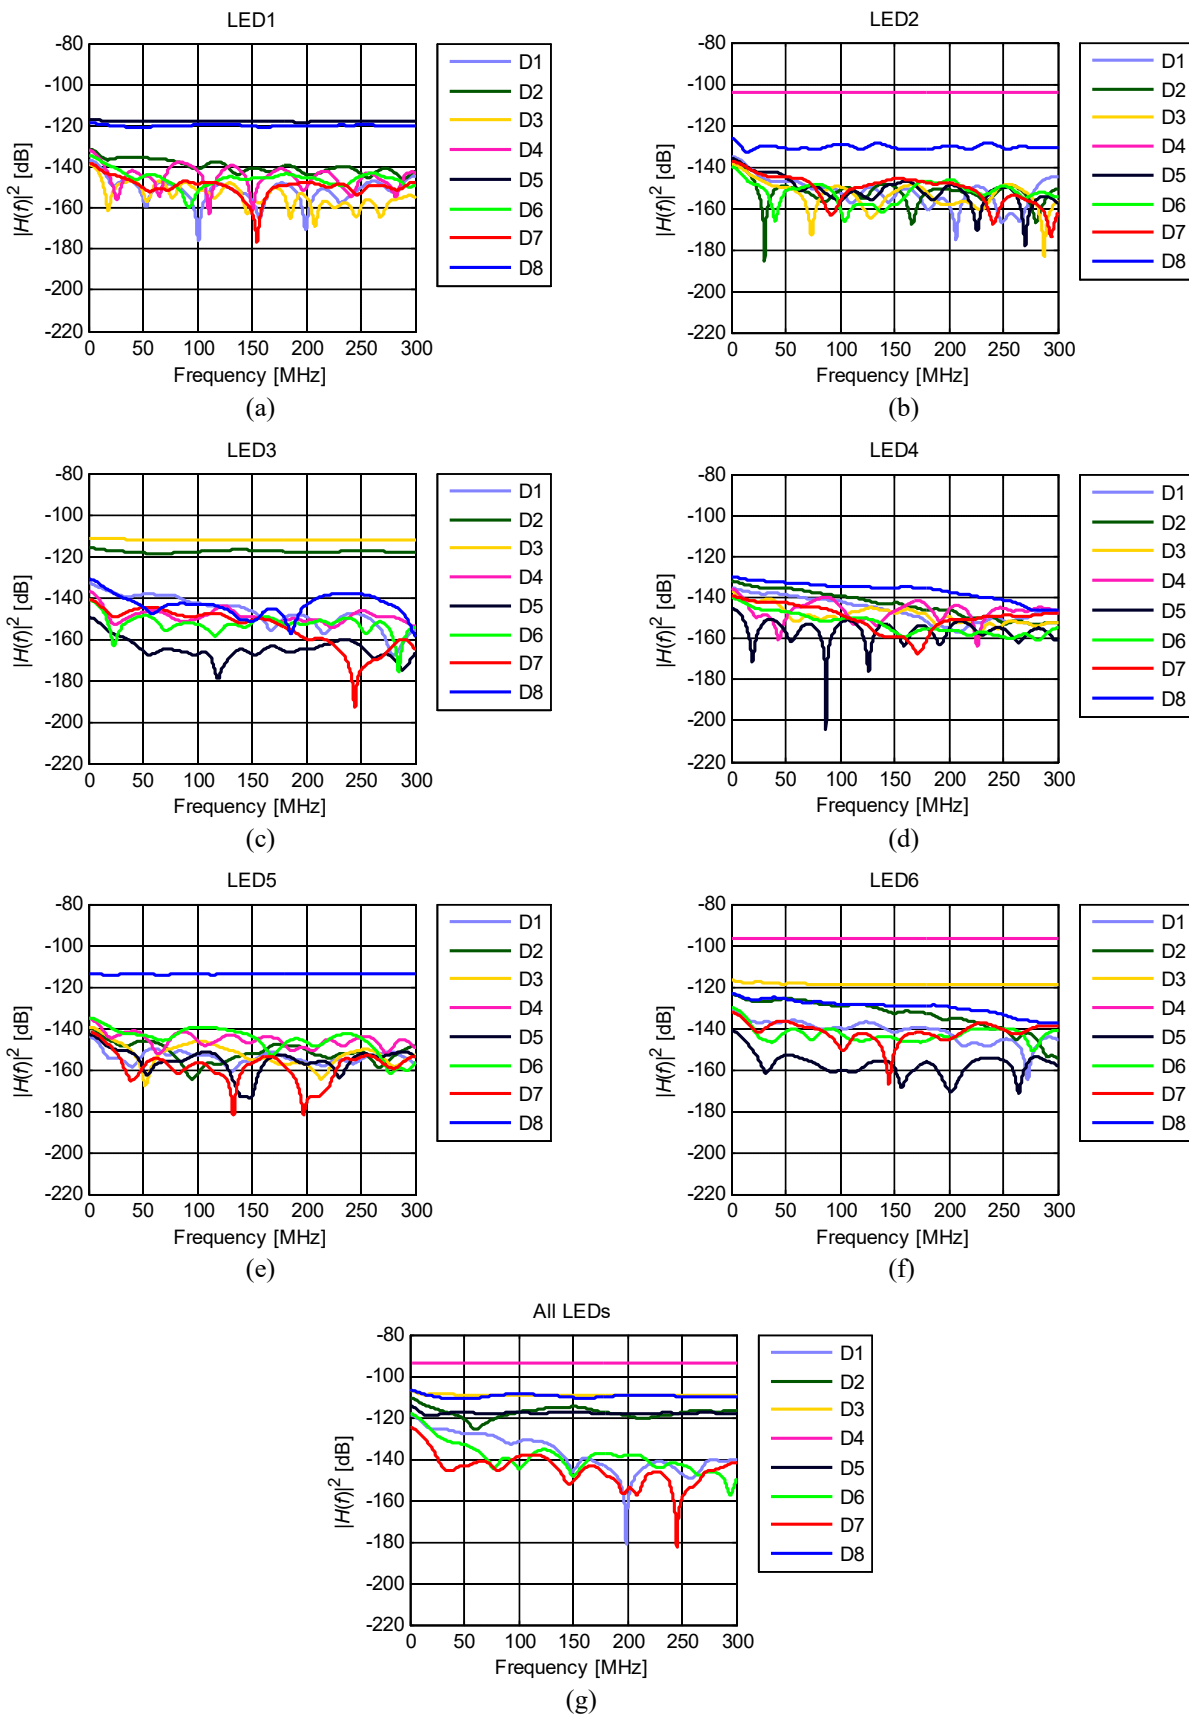 LED1
|H(f)|² [dB]
-80
-100
-120
-140
-160
-180
-200
-220
0 50 100 150 200 250 300
Frequency [MHz]
D1
D2
D3
D4
D5
D6
D7
D8
(a)
LED2
|H(f)|² [dB]
-80
-100
-120
-140
-160
-180
-200
-220
0 50 100 150 200 250 300
Frequency [MHz]
D1
D2
D3
D4
D5
D6
D7
D8
(b)
LED3
|H(f)|² [dB]
-80
-100
-120
-140
-160
-180
-200
-220
0 50 100 150 200 250 300
Frequency [MHz]
D1
D2
D3
D4
D5
D6
D7
D8
(c)
LED4
|H(f)|² [dB]
-80
-100
-120
-140
-160
-180
-200
-220
0 50 100 150 200 250 300
Frequency [MHz]
D1
D2
D3
D4
D5
D6
D7
D8
(d)
LED5
|H(f)|² [dB]
-80
-100
-120
-140
-160
-180
-200
-220
0 50 100 150 200 250 300
Frequency [MHz]
D1
D2
D3
D4
D5
D6
D7
D8
(e)
LED6
|H(f)|² [dB]
-80
-100
-120
-140
-160
-180
-200
-220
0 50 100 150 200 250 300
Frequency [MHz]
D1
D2
D3
D4
D5
D6
D7
D8
(f)
All LEDs
|H(f)|² [dB]
-80
-100
-120
-140
-160
-180
-200
-220
0 50 100 150 200 250 300
Frequency [MHz]
D1
D2
D3
D4
D5
D6
D7
D8
(g)